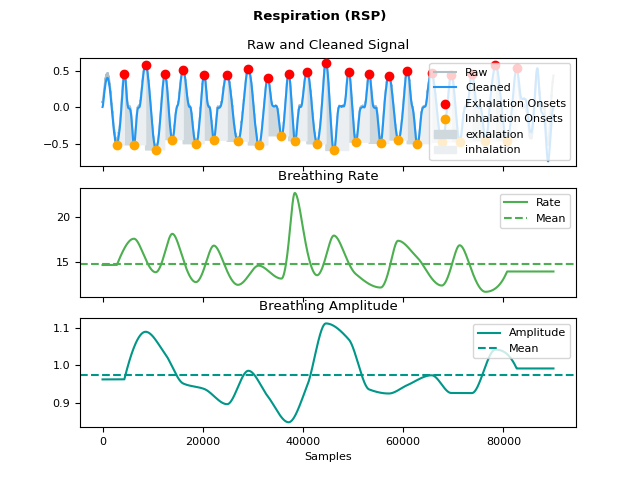 Respiration (RSP)
Raw and Cleaned Signal
0.5
0.0
−0.5
Raw
Cleaned
Exhalation Onsets
Inhalation Onsets
exhalation
inhalation
Breathing Rate
20
15
Rate
Mean
Breathing Amplitude
1.1
1.0
0.9
Amplitude
Mean
0 20000 40000 60000 80000
Samples